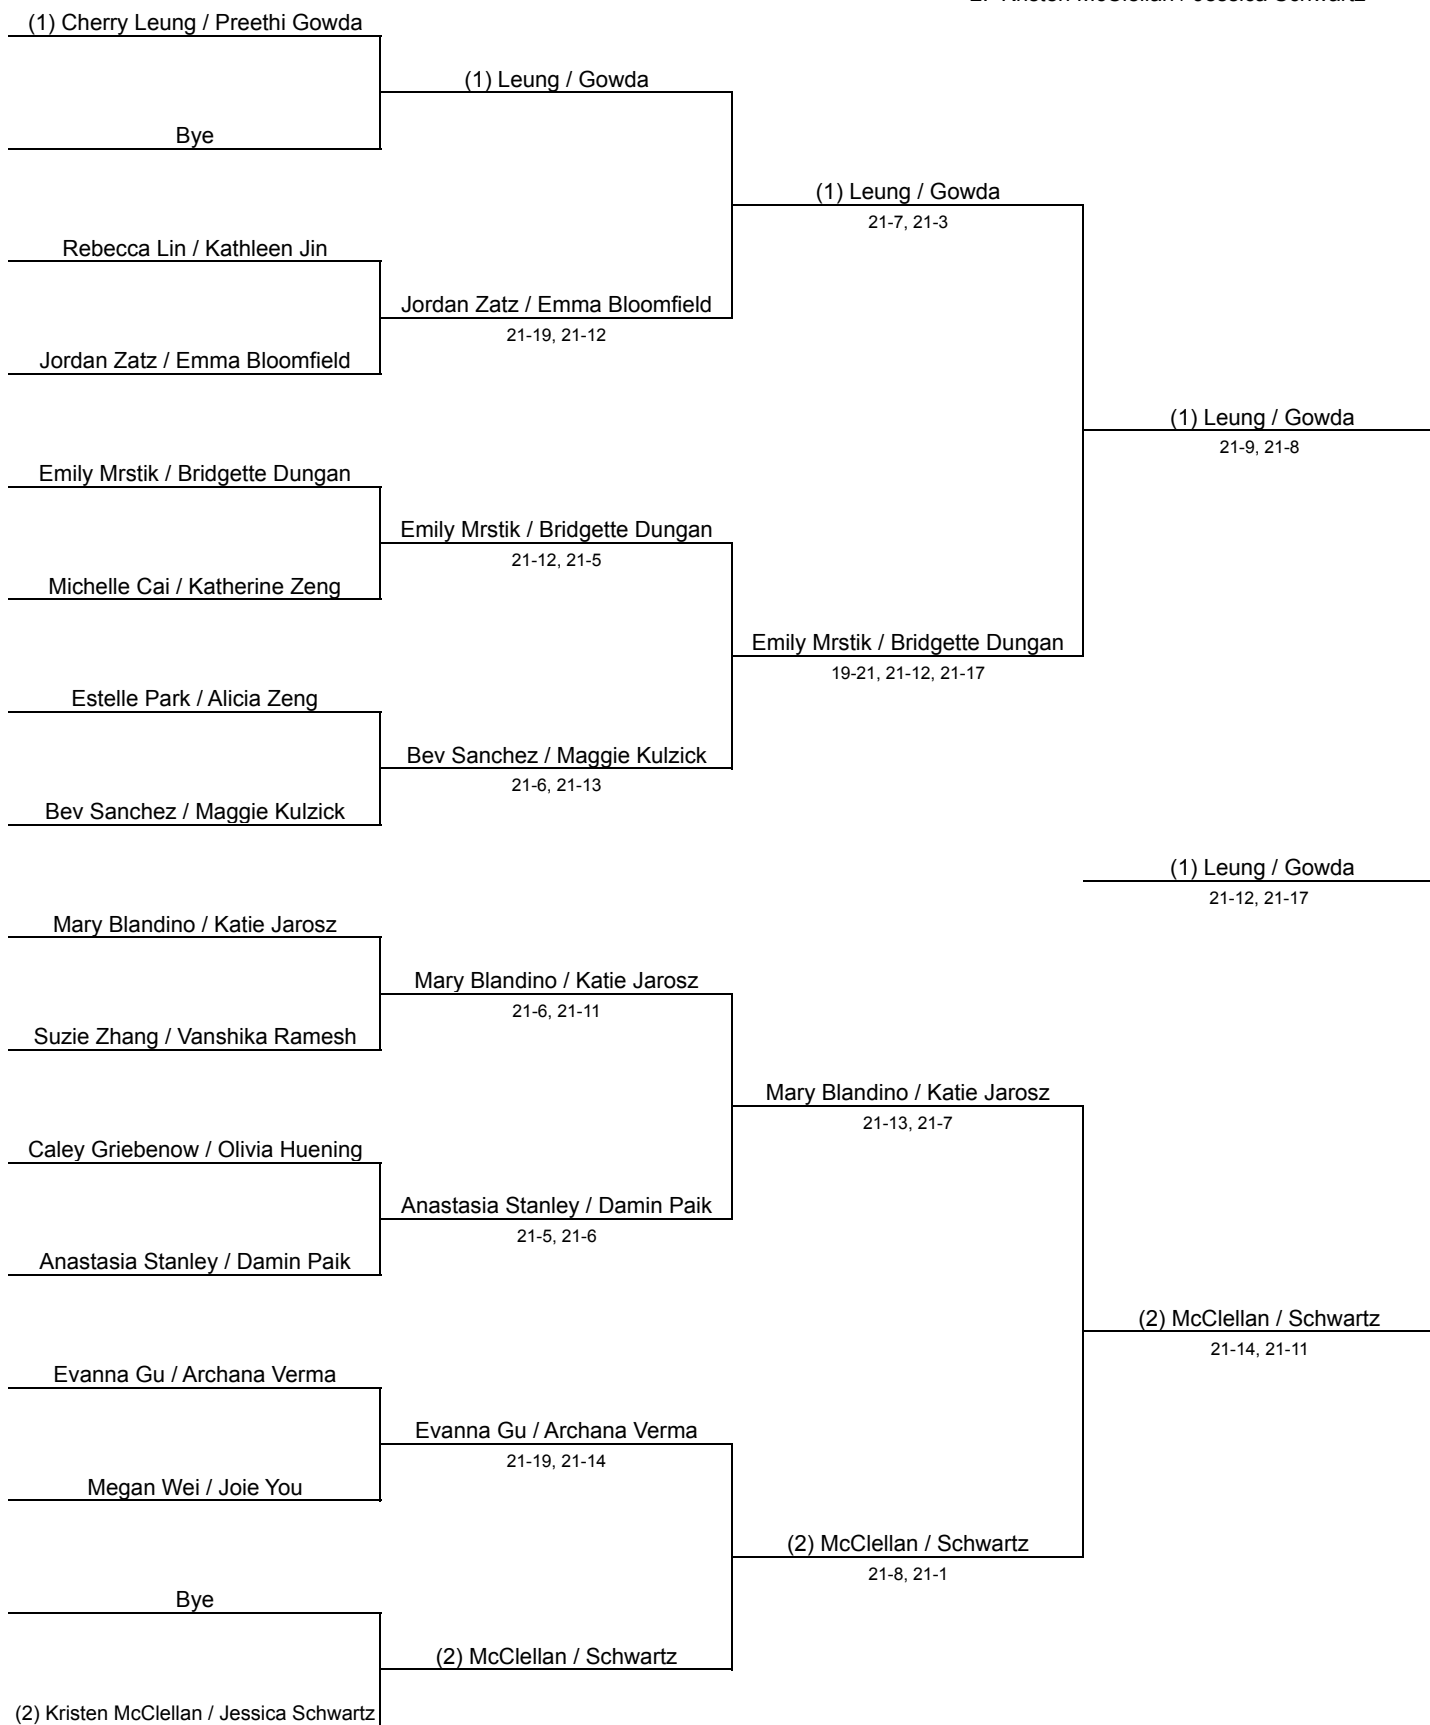 2. Kristen McClellan / Jessica Schwartz
(1) Cherry Leung / Preethi Gowda
(1) Leung / Gowda
Bye
(1) Leung / Gowda
21-7, 21-3
Rebecca Lin / Kathleen Jin
Jordan Zatz / Emma Bloomfield
21-19, 21-12
Jordan Zatz / Emma Bloomfield
(1) Leung / Gowda
21-9, 21-8
Emily Mrstik / Bridgette Dungan
Emily Mrstik / Bridgette Dungan
21-12, 21-5
Michelle Cai / Katherine Zeng
Emily Mrstik / Bridgette Dungan
19-21, 21-12, 21-17
Estelle Park / Alicia Zeng
Bev Sanchez / Maggie Kulzick
21-6, 21-13
Bev Sanchez / Maggie Kulzick
(1) Leung / Gowda
21-12, 21-17
Mary Blandino / Katie Jarosz
Mary Blandino / Katie Jarosz
21-6, 21-11
Suzie Zhang / Vanshika Ramesh
Mary Blandino / Katie Jarosz
21-13, 21-7
Caley Griebenow / Olivia Huening
Anastasia Stanley / Damin Paik
21-5, 21-6
Anastasia Stanley / Damin Paik
(2) McClellan / Schwartz
21-14, 21-11
Evanna Gu / Archana Verma
Evanna Gu / Archana Verma
21-19, 21-14
Megan Wei / Joie You
(2) McClellan / Schwartz
21-8, 21-1
Bye
(2) McClellan / Schwartz
(2) Kristen McClellan / Jessica Schwartz